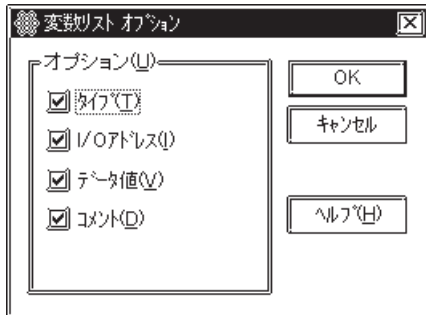 変数リスト オプション
オプション(U)
タイプ(T)
I/Oアドレス(I)
データ値(V)
コメント(D)
OK
キャンセル
ヘルプ(H)